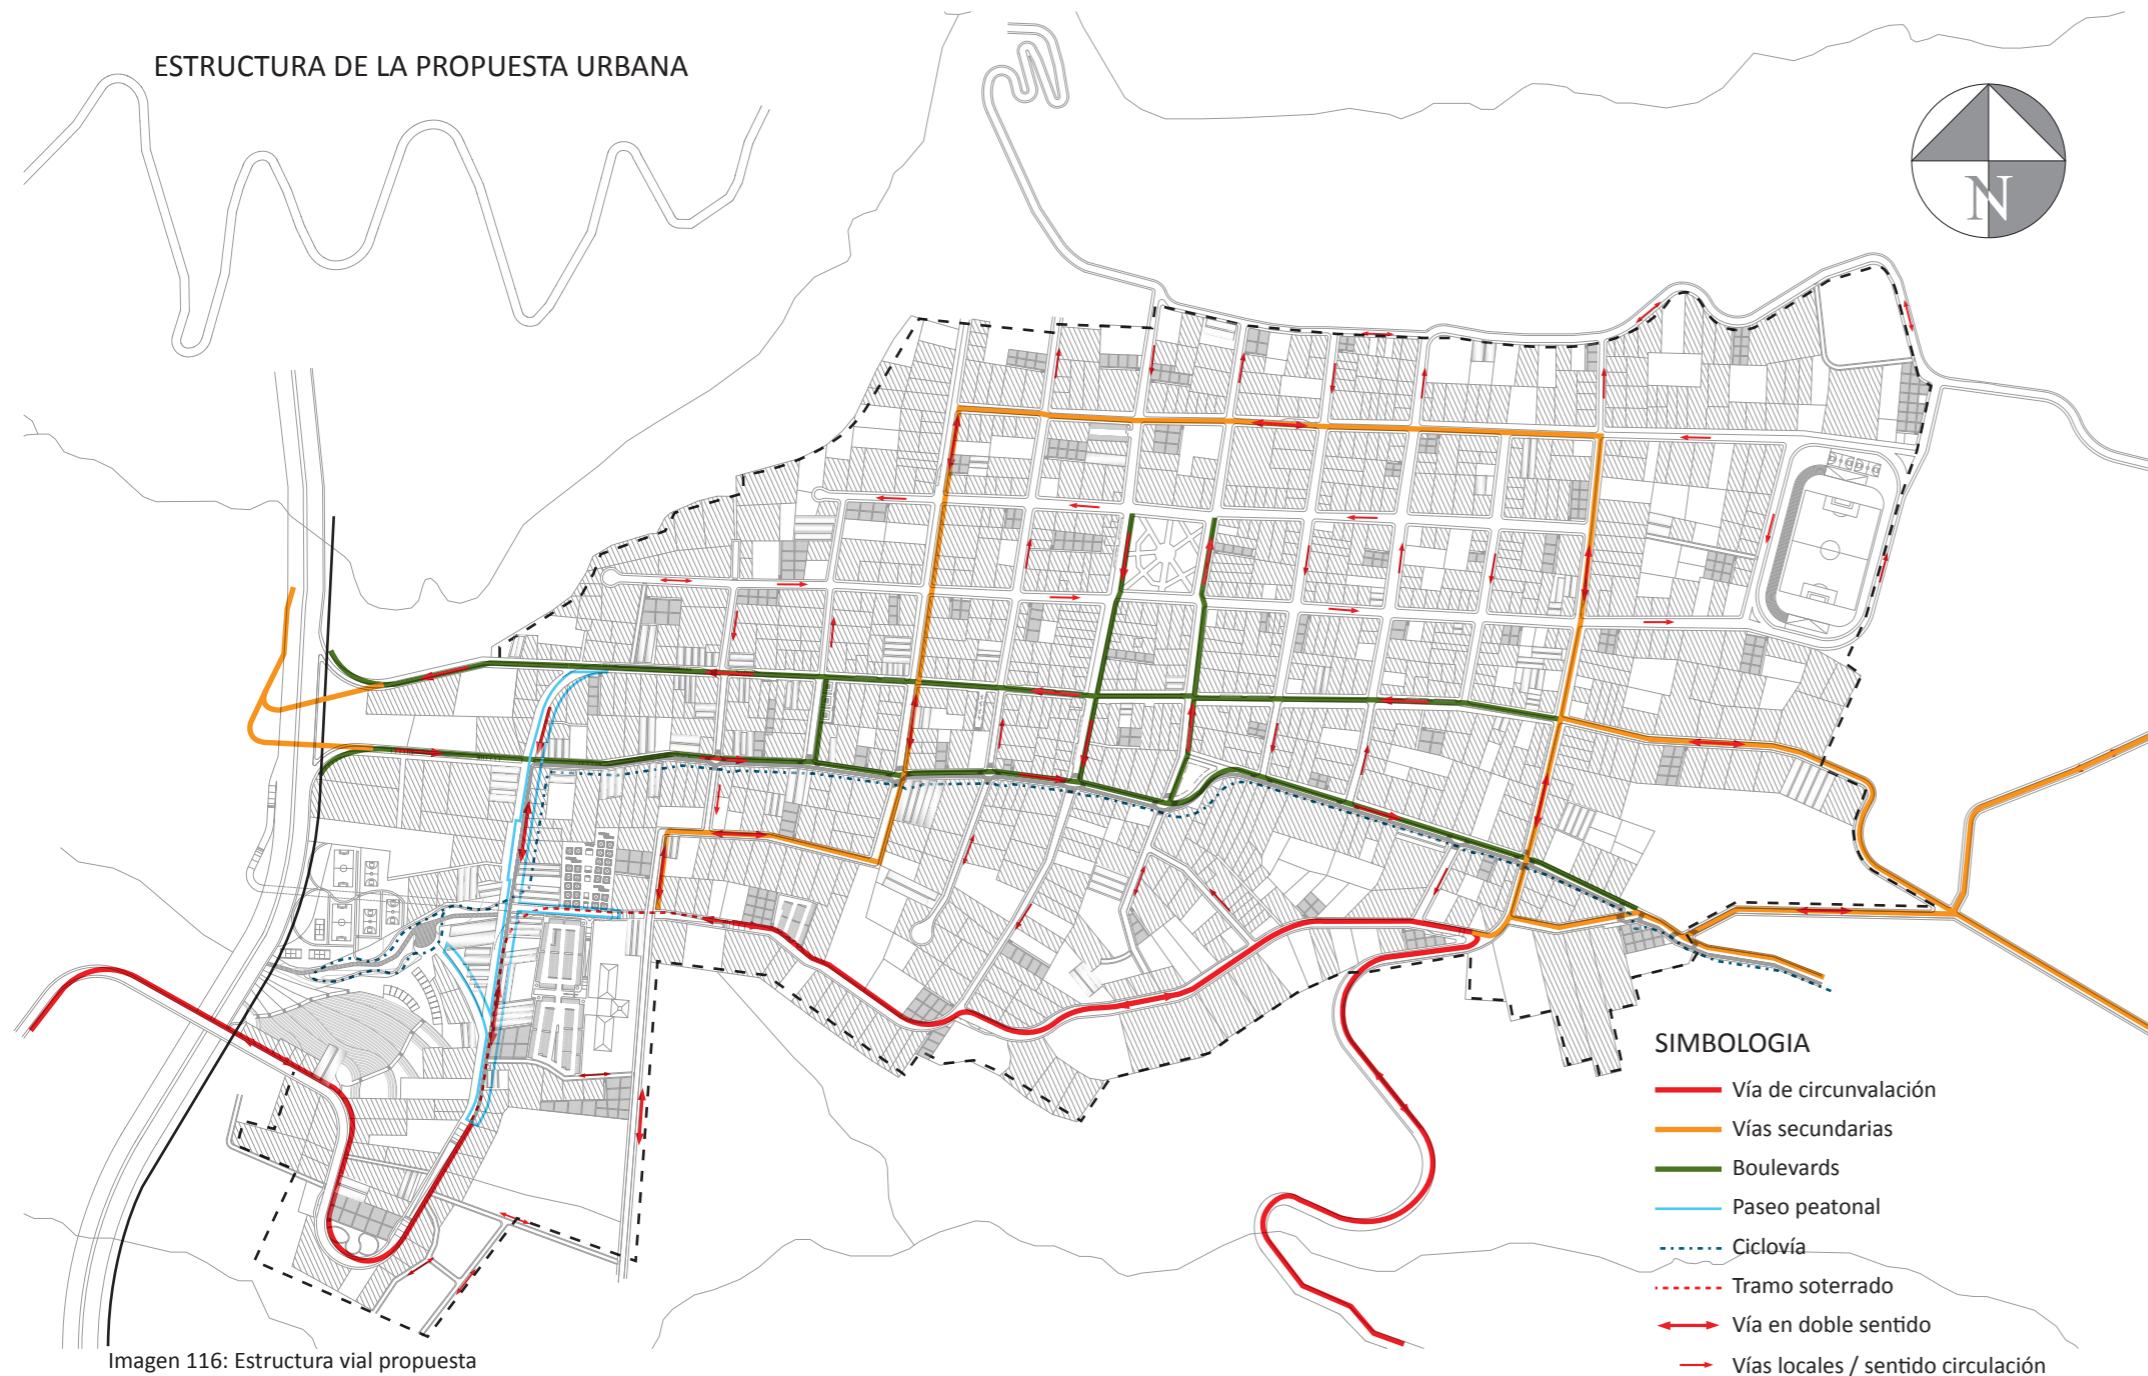 ESTRUCTURA DE LA PROPUESTA URBANA
N
SIMBOLOGIA
Vía de circunvalación
Vías secundarias
Boulevards
Paseo peatonal
Ciclovía
Tramo soterrado
Vía en doble sentido
Vías locales / sentido circulación
Imagen 116: Estructura vial propuesta